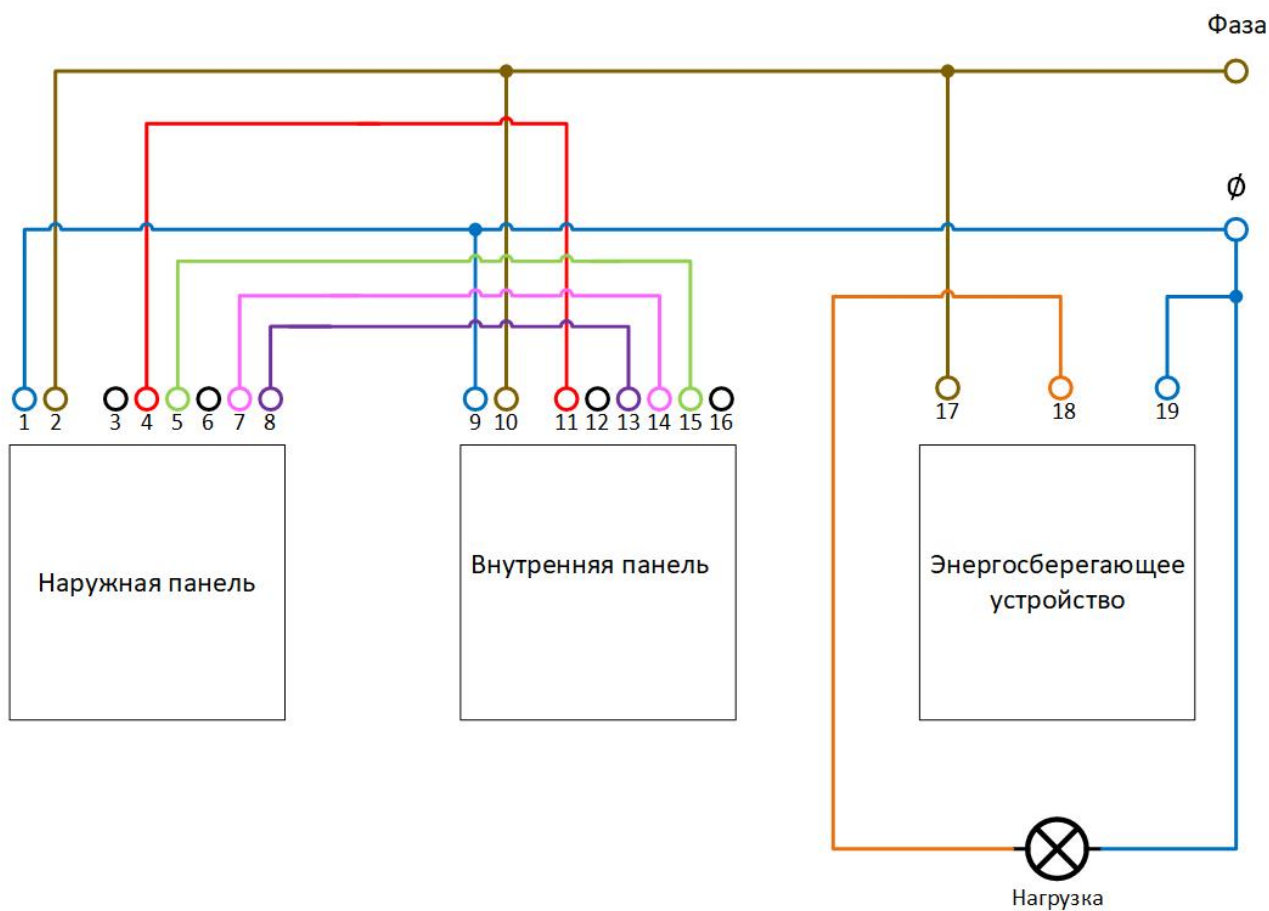 Фаза
Ø
1 2 3 4 5 6 7 8 9 10 11 12 13 14 15 16 17 18 19
Наружная панель
Внутренняя панель
Энергосберегающее
устройство
Нагрузка